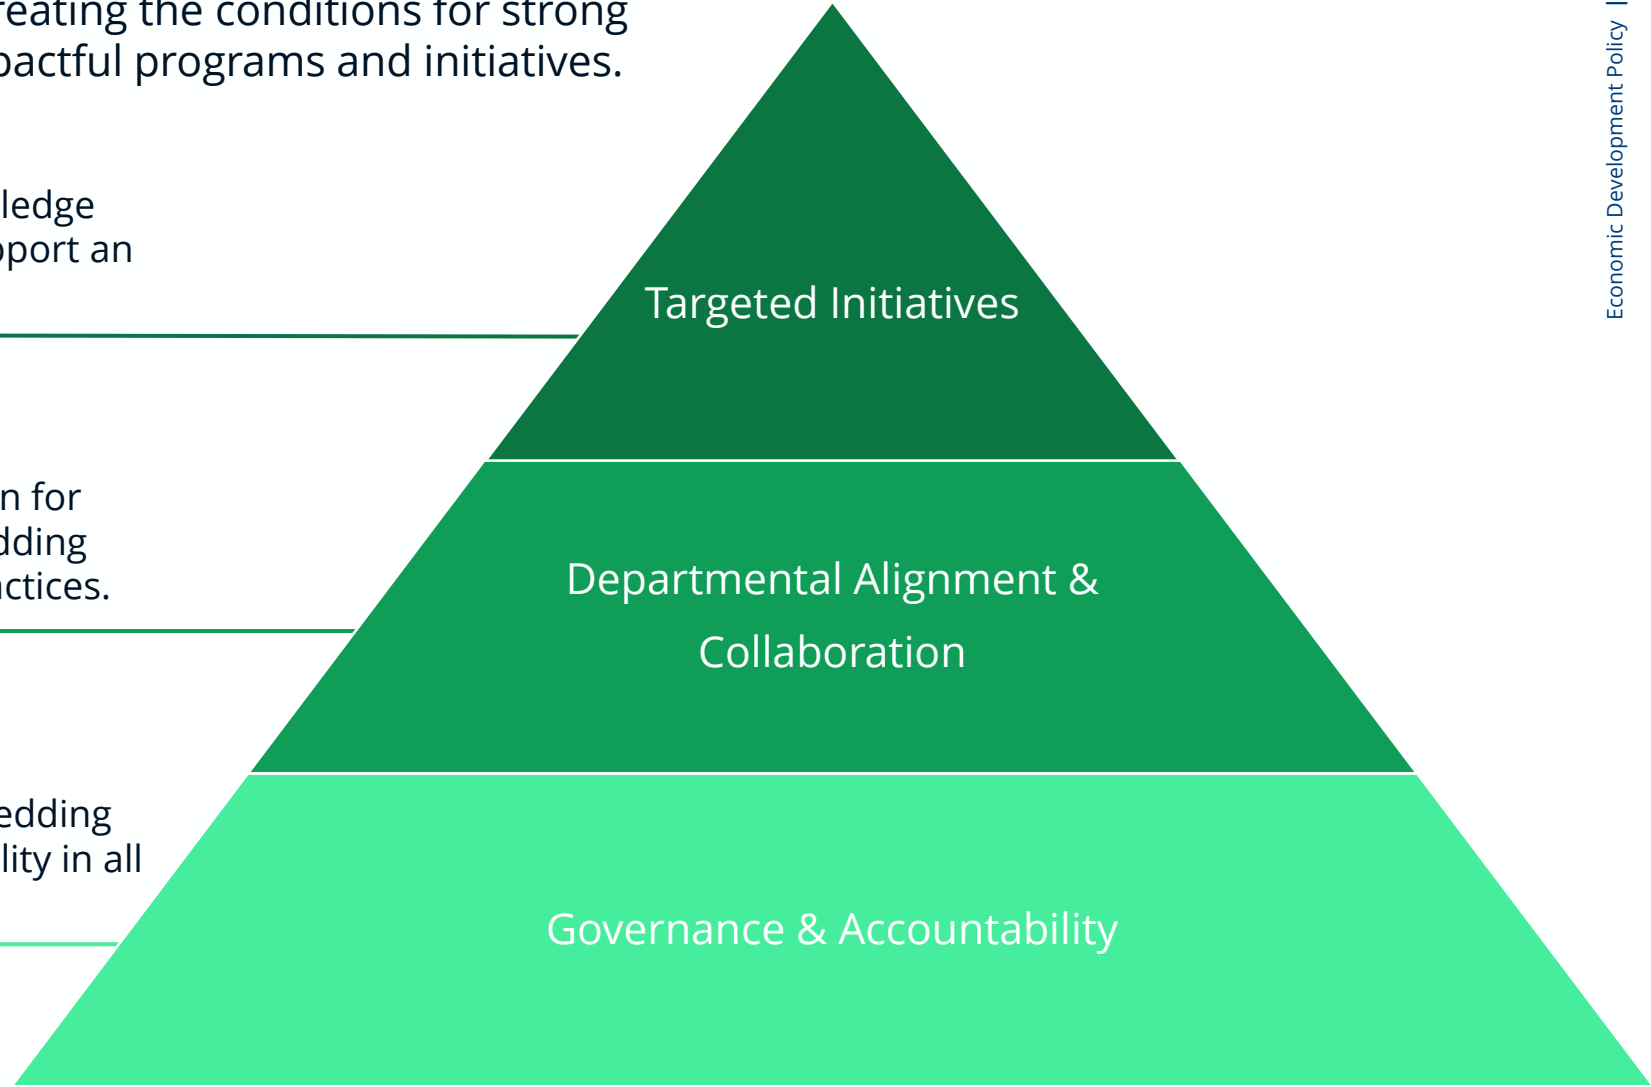 reating the conditions for strong
pactful programs and initiatives.
ledge
pport an
Targeted Initiatives
n for
dding
ctices.
Departmental Alignment &
Collaboration
edding
lity in all
Governance & Accountability
Economic Development Policy |